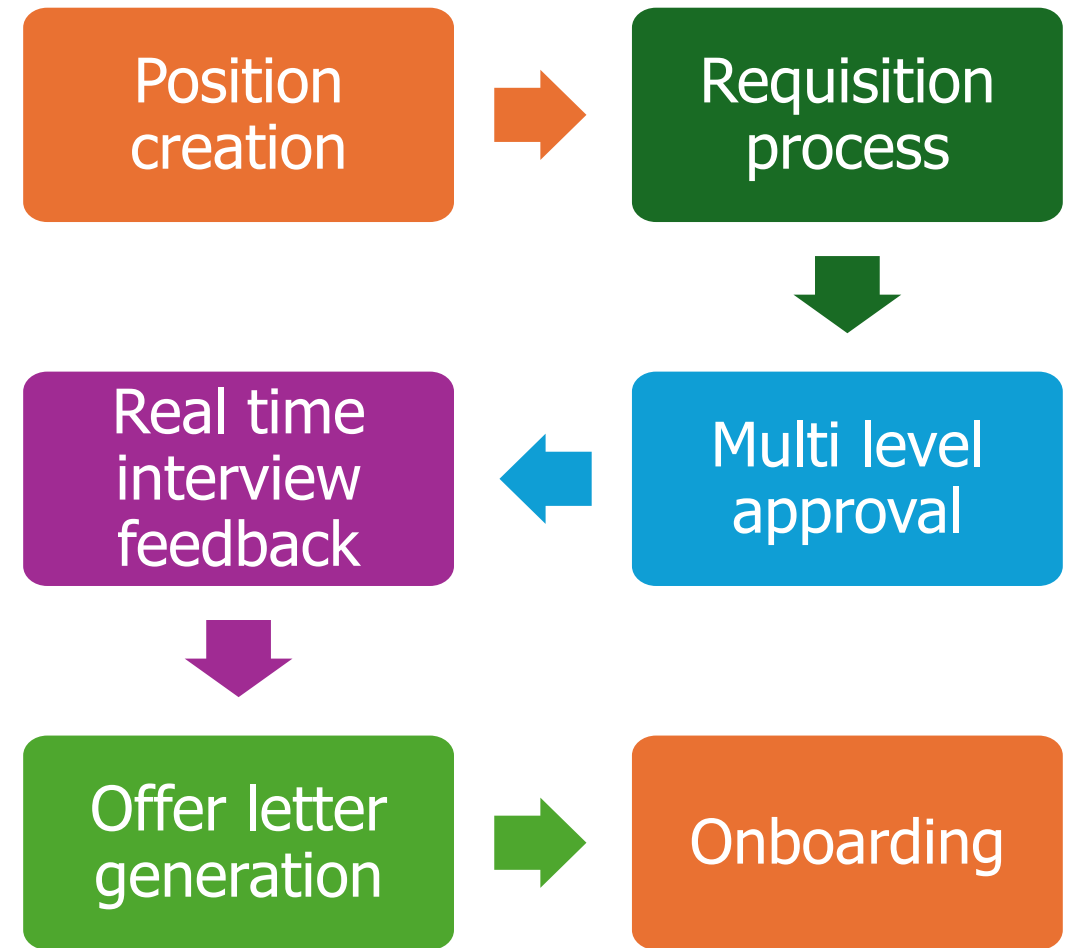 Position
creation
Requisition
process
Multi level
approval
Real time
interview
feedback
Offer letter
generation
Onboarding